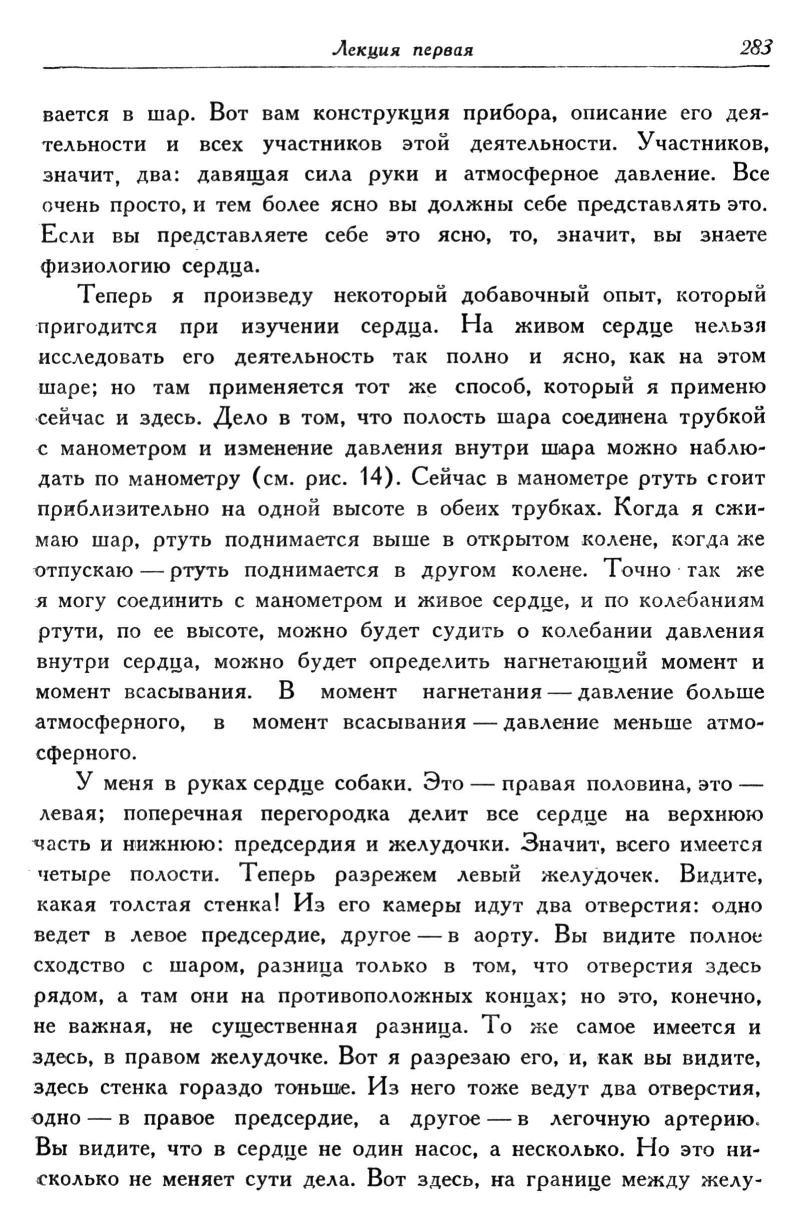 Лекция первая 283
вается в шар. Вот вам конструкция прибора, описание его дея-
тельности и всех участников этой деятельности. Участников,
значит, два: давящая сила руки и атмосферное давление. Все
очень просто, и тем более ясно вы должны себе представлять это.
Если вы представляете себе это ясно, то, значит, вы знаете
физиологию сердца.
Теперь я произведу некоторый добавочный опыт, который
пригодится при изучении сердца. На живом сердце нельзя
исследовать его деятельность так полно и ясно, как на этом
шаре; но там применяется тот же способ, который я применю
сейчас и здесь. Дело в том, что полость шара соединена трубкой
с манометром и изменение давления внутри шара можно наблю-
дать по манометру (см. рис. 14). Сейчас в манометре ртуть стоит
приблизительно на одной высоте в обеих трубках. Когда я сжи-
маю шар, ртуть поднимается выше в открытом колене, когда же
отпускаю — ртуть поднимается в другом колене. Точно так же
я могу соединить с манометром и живое сердце, и по колебаниям
ртути, по ее высоте, можно будет судить о колебании давления
внутри сердца, можно будет определить нагнетающий момент и
момент всасывания. В момент нагнетания — давление больше
атмосферного, в момент всасывания — давление меньше атмо-
сферного.
У меня в руках сердце собаки. Это — правая половина, это —
левая; поперечная перегородка делит все сердце на верхнюю
часть и нижнюю: предсердия и желудочки. Значит, всего имеется
четыре полости. Теперь разрежем левый желудочек. Видите,
какая толстая стенка! Из его камеры идут два отверстия: одно
ведет в левое предсердие, другое — в аорту. Вы видите полное
сходство с шаром, разница только в том, что отверстия здесь
рядом, а там они на противоположных концах; но это, конечно,
не важная, не существенная разница. То же самое имеется и
здесь, в правом желудочке. Вот я разрезаю его, и, как вы видите,
здесь стенка гораздо тоньше. Из него тоже ведут два отверстия,
одно — в правое предсердие, а другое — в легочную артерию.
Вы видите, что в сердце не один насос, а несколько. Но это ни-
сколько не меняет сути дела. Вот здесь, на границе между желу-